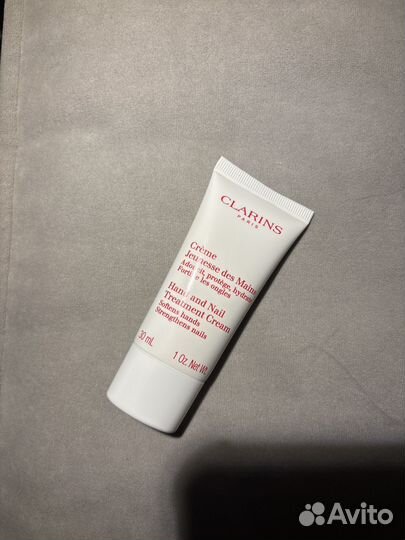 CLARINS
PARIS
Crème
Jeunesse des Mains
Adoucit, protège, hydrate
Fortifie les ongles
Hand and Nail
Treatment Cream
Softens hands
Strengthens nails
30 mL 1 Oz. Net Wt.
Avito